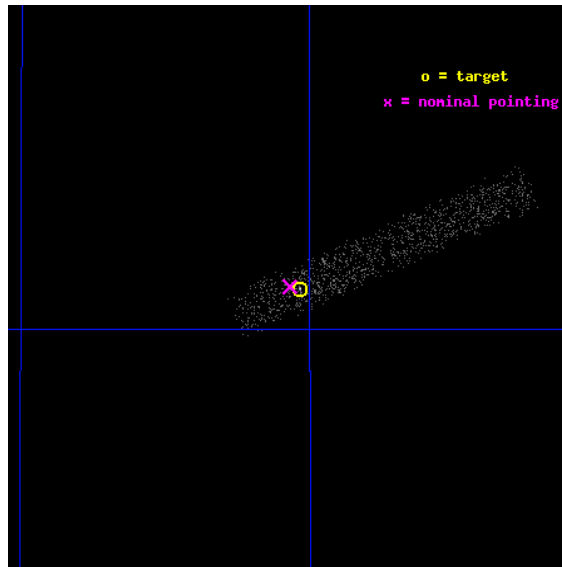 o = target
x = nominal pointing